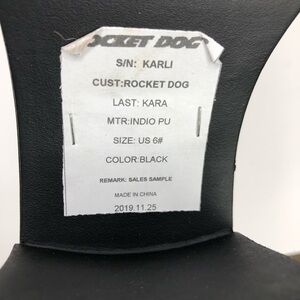 ROCKET DOG
S/N: KARLI
CUST:ROCKET DOG
LAST: KARA
MTR:INDIO PU
SIZE: US 6#
COLOR:BLACK
REMARK: SALES SAMPLE
MADE IN CHINA
2019.11.25